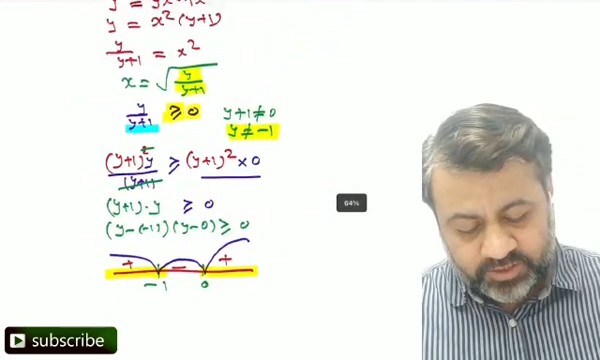 y = x²(y+1)
y/(y+1) = x²
x = √(y/(y+1))
y/(y+1) ≥ 0 y+1≠0
y≠-1
(y+1)²y/(y+1) ≥ (y+1)²×0
(y+1)·y ≥ 0
(y-(-1))(y-0) ≥ 0
+ - +
-1 0
64%
subscribe